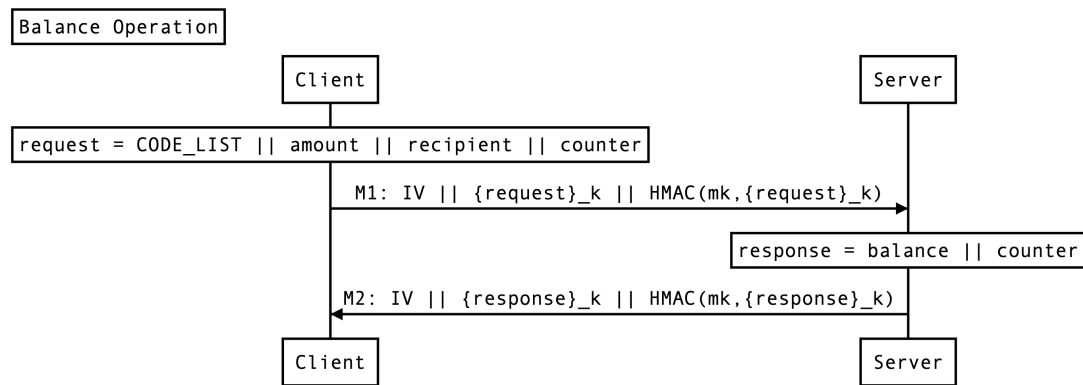 Balance Operation
Client
Server
request = CODE_LIST || amount || recipient || counter
M1: IV || {request}_k || HMAC(mk,{request}_k)
response = balance || counter
M2: IV || {response}_k || HMAC(mk,{response}_k)
Client
Server